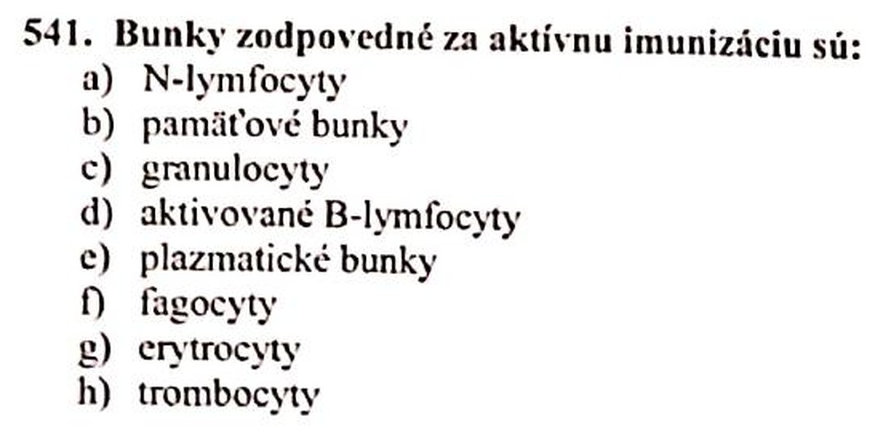 541. Bunky zodpovedné za aktívnu imunizáciu sú:
a) N-lymfocyty
b) pamäťové bunky
c) granulocyty
d) aktivované B-lymfocyty
e) plazmatické bunky
f) fagocyty
g) erytrocyty
h) trombocyty